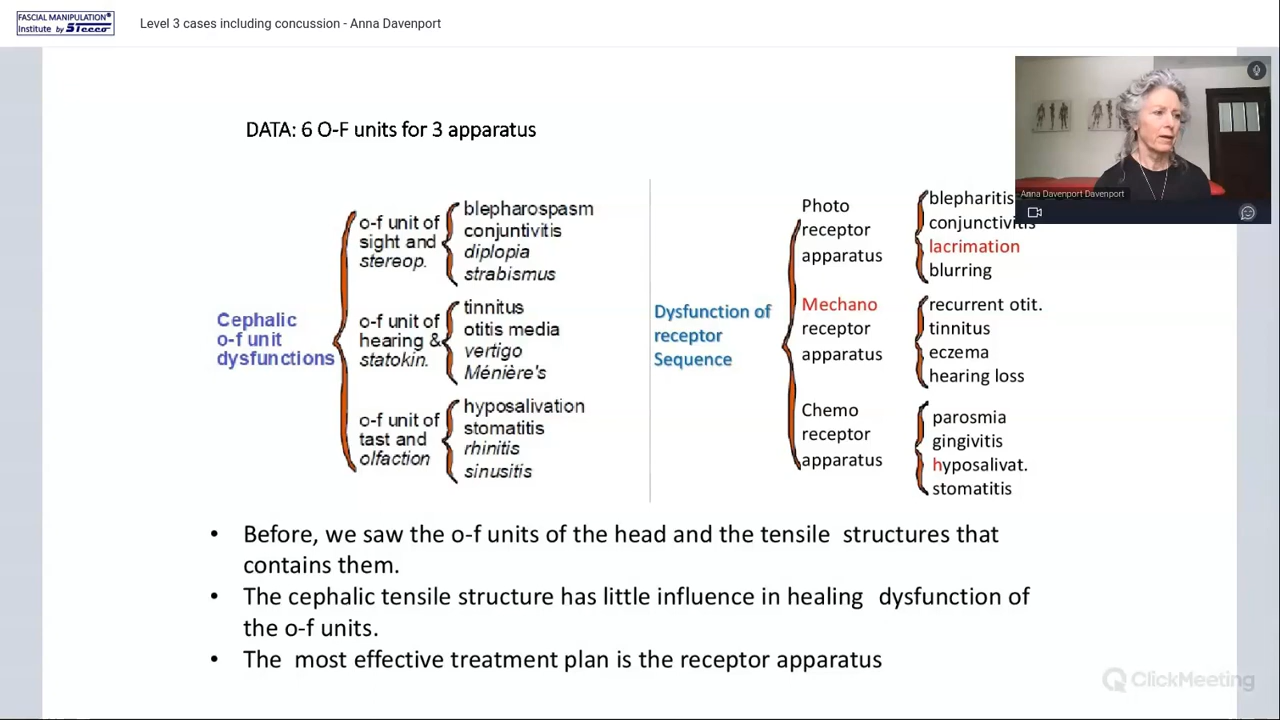 FASCIAL MANIPULATION®
Institute by Stecco
Level 3 cases including concussion - Anna Davenport
Anna Davenport Davenport
DATA: 6 O-F units for 3 apparatus
Cephalic
o-f unit
dysfunctions
o-f unit of
sight and
stereop.
blepharospasm
conjuntivitis
diplopia
strabismus
o-f unit of
hearing &
statokin.
tinnitus
otitis media
vertigo
Ménière's
o-f unit of
tast and
olfaction
hyposalivation
stomatitis
rhinitis
sinusitis
Dysfunction of
receptor
Sequence
Photo
receptor
apparatus
blepharitis
conjunctivitis
lacrimation
blurring
Mechano
receptor
apparatus
recurrent otit.
tinnitus
eczema
hearing loss
Chemo
receptor
apparatus
parosmia
gingivitis
hyposalivat.
stomatitis
• Before, we saw the o-f units of the head and the tensile structures that
contains them.
• The cephalic tensile structure has little influence in healing dysfunction of
the o-f units.
• The most effective treatment plan is the receptor apparatus
ClickMeeting